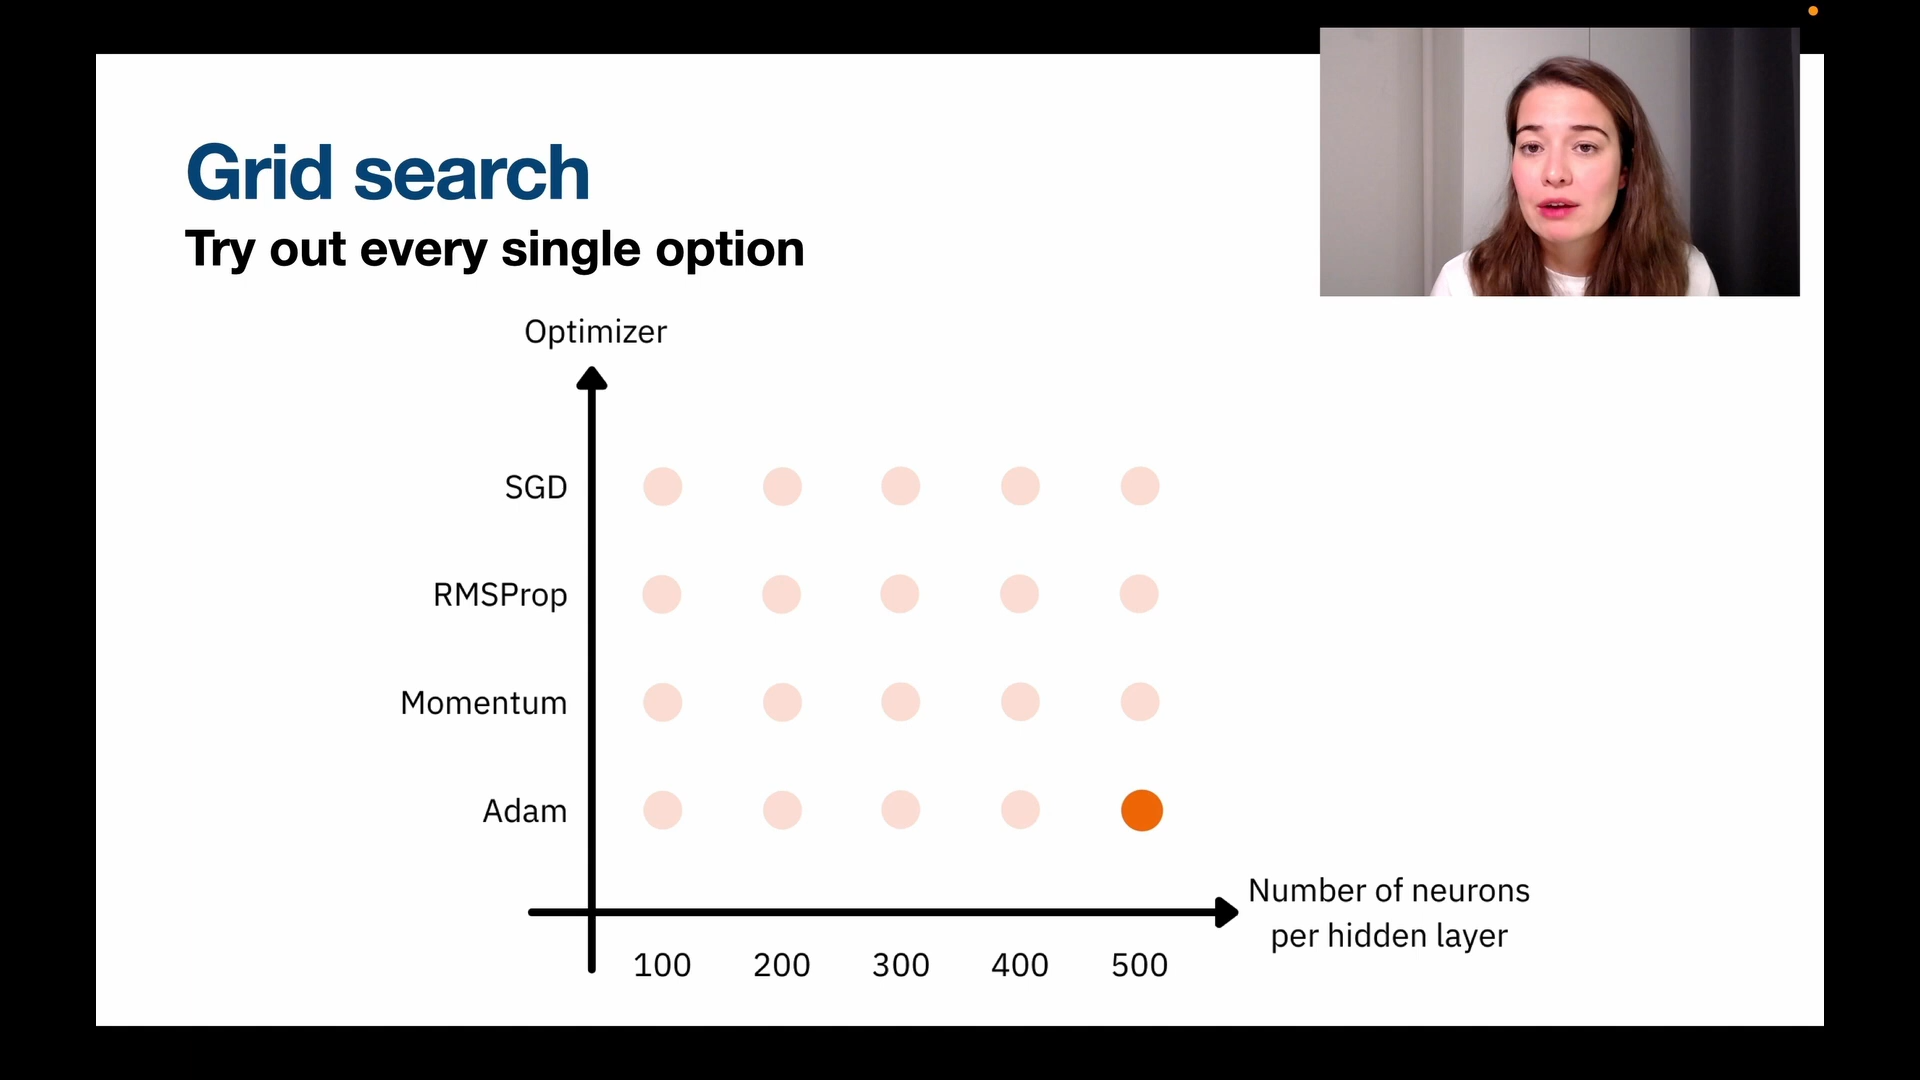 Grid search
Try out every single option
Optimizer
SGD
RMSProp
Momentum
Adam
Number of neurons
per hidden layer
100 200 300 400 500